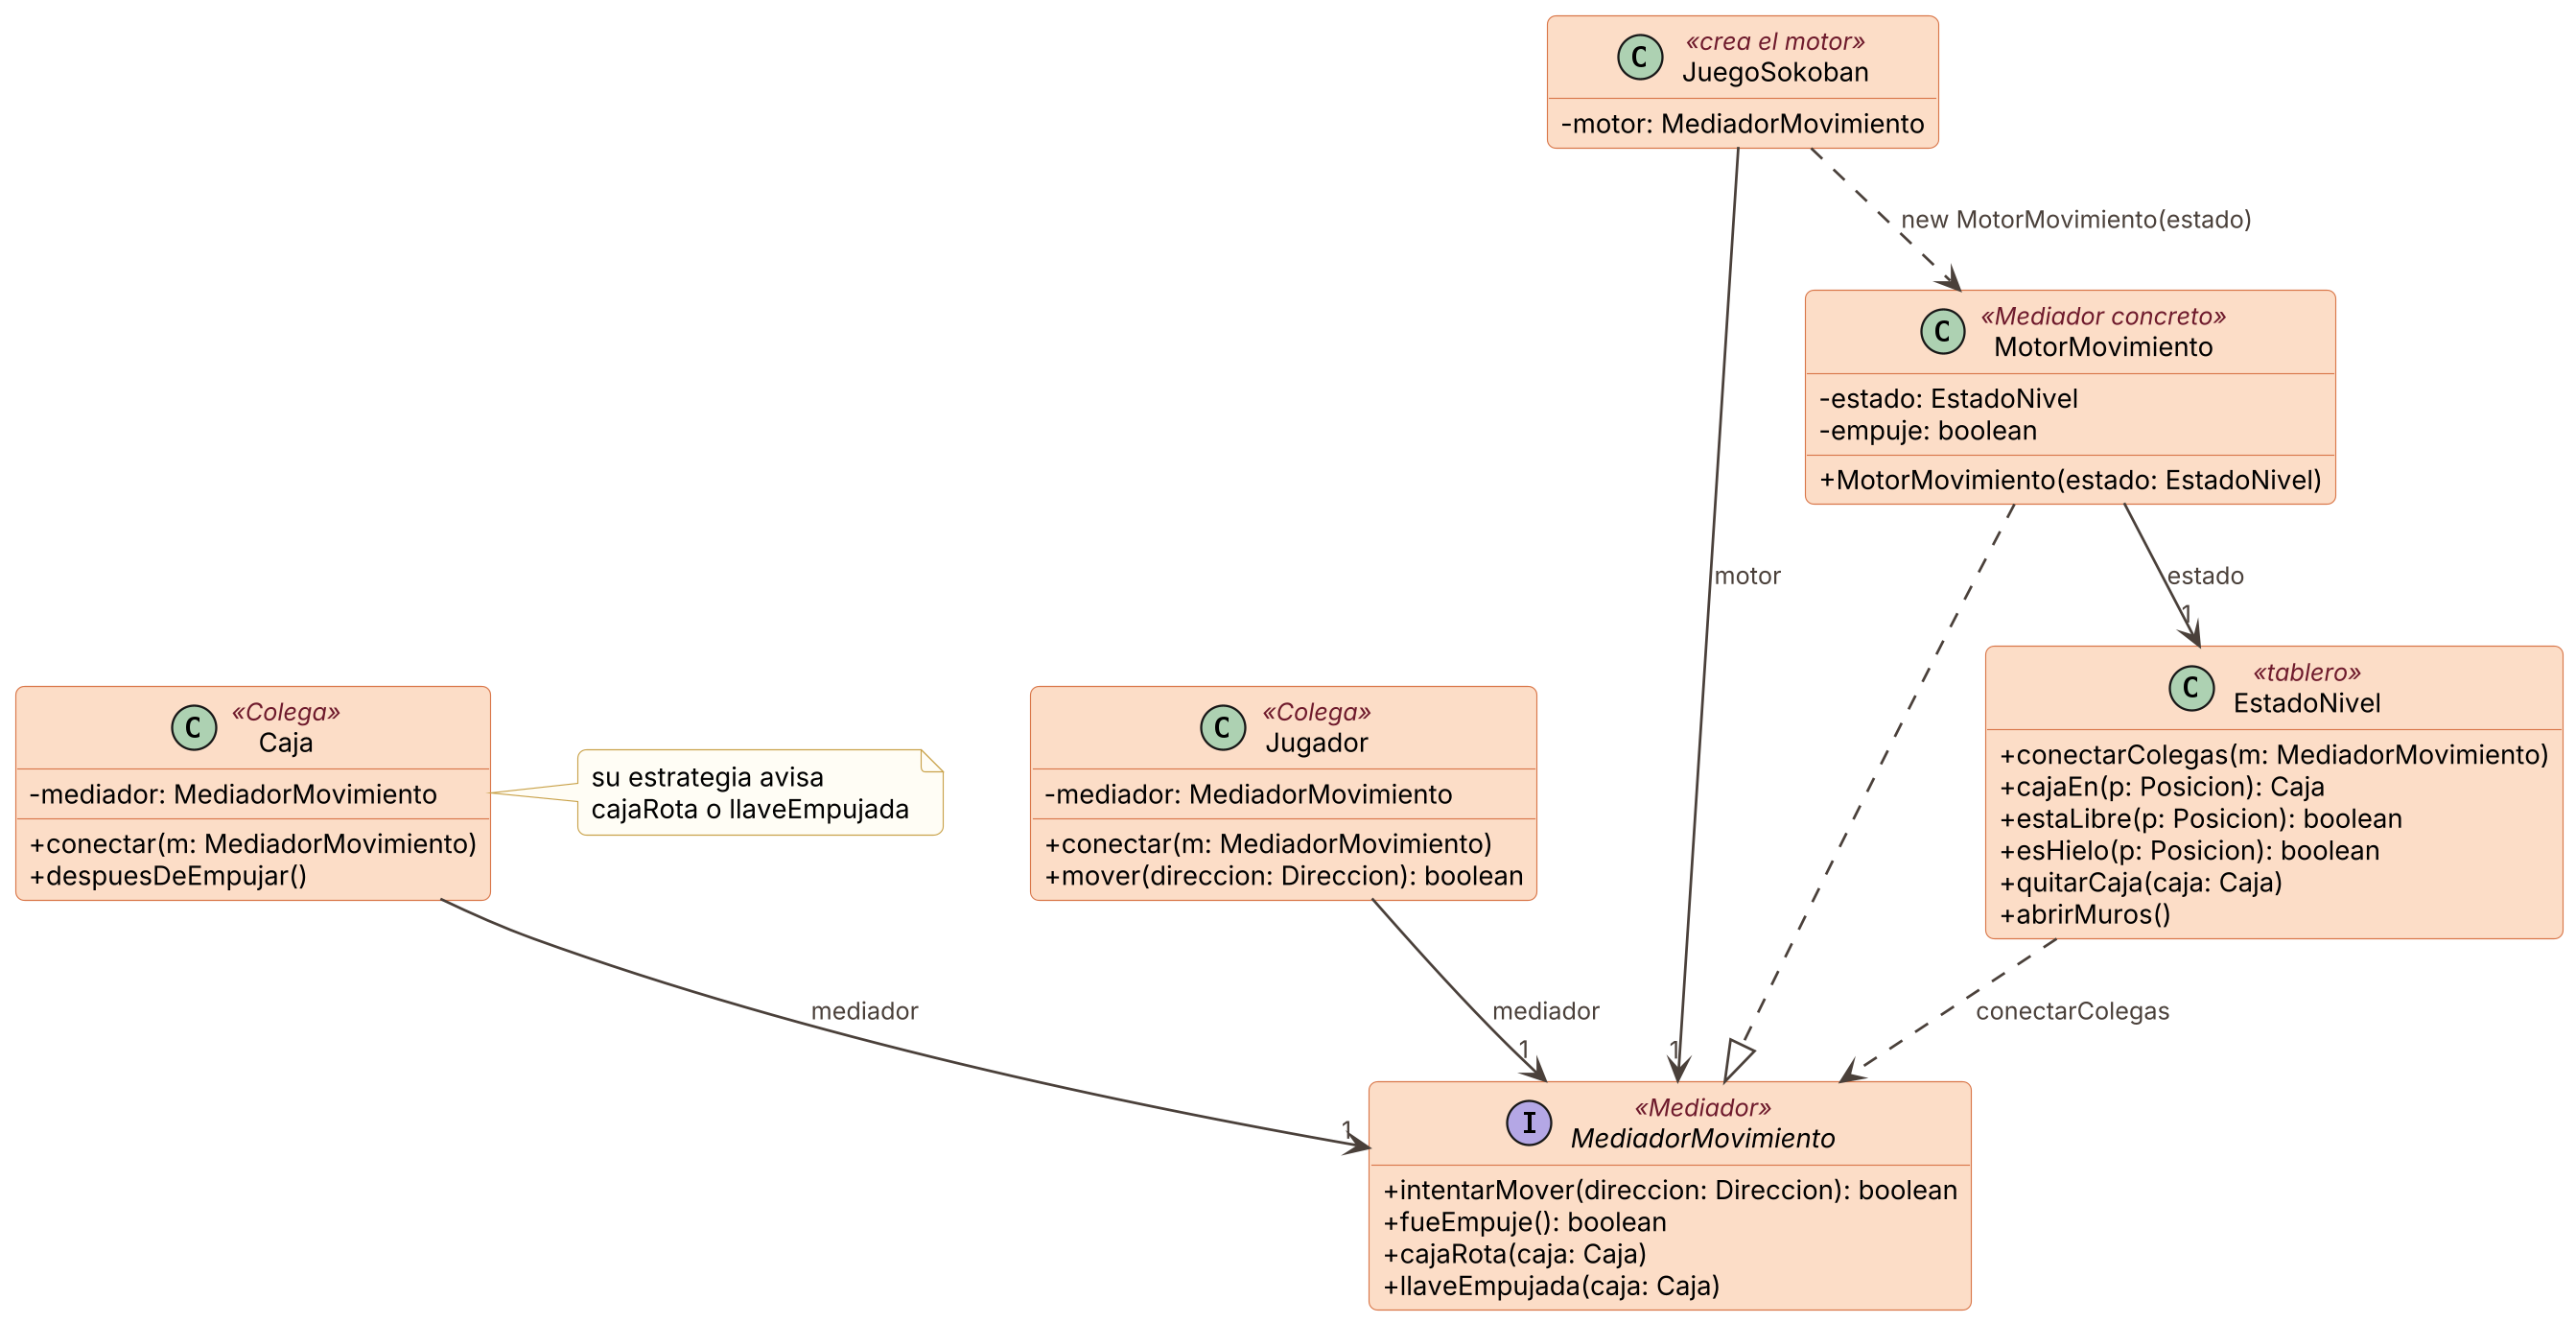 «crea el motor»
C
JuegoSokoban
-motor: MediadorMovimiento
new MotorMovimiento(estado)
«Mediador concreto»
C
MotorMovimiento
-estado: EstadoNivel
-empuje: boolean
+MotorMovimiento(estado: EstadoNivel)
motor
estado
1
«Colega»
C
Caja
-mediador: MediadorMovimiento
+conectar(m: MediadorMovimiento)
+despuesDeEmpujar()
su estrategia avisa
cajaRota o llaveEmpujada
«Colega»
C
Jugador
-mediador: MediadorMovimiento
+conectar(m: MediadorMovimiento)
+mover(direccion: Direccion): boolean
«tablero»
C
EstadoNivel
+conectarColegas(m: MediadorMovimiento)
+cajaEn(p: Posicion): Caja
+estaLibre(p: Posicion): boolean
+esHielo(p: Posicion): boolean
+quitarCaja(caja: Caja)
+abrirMuros()
mediador
mediador
conectarColegas
1
1
1
«Mediador»
I
MediadorMovimiento
+intentarMover(direccion: Direccion): boolean
+fueEmpuje(): boolean
+cajaRota(caja: Caja)
+llaveEmpujada(caja: Caja)